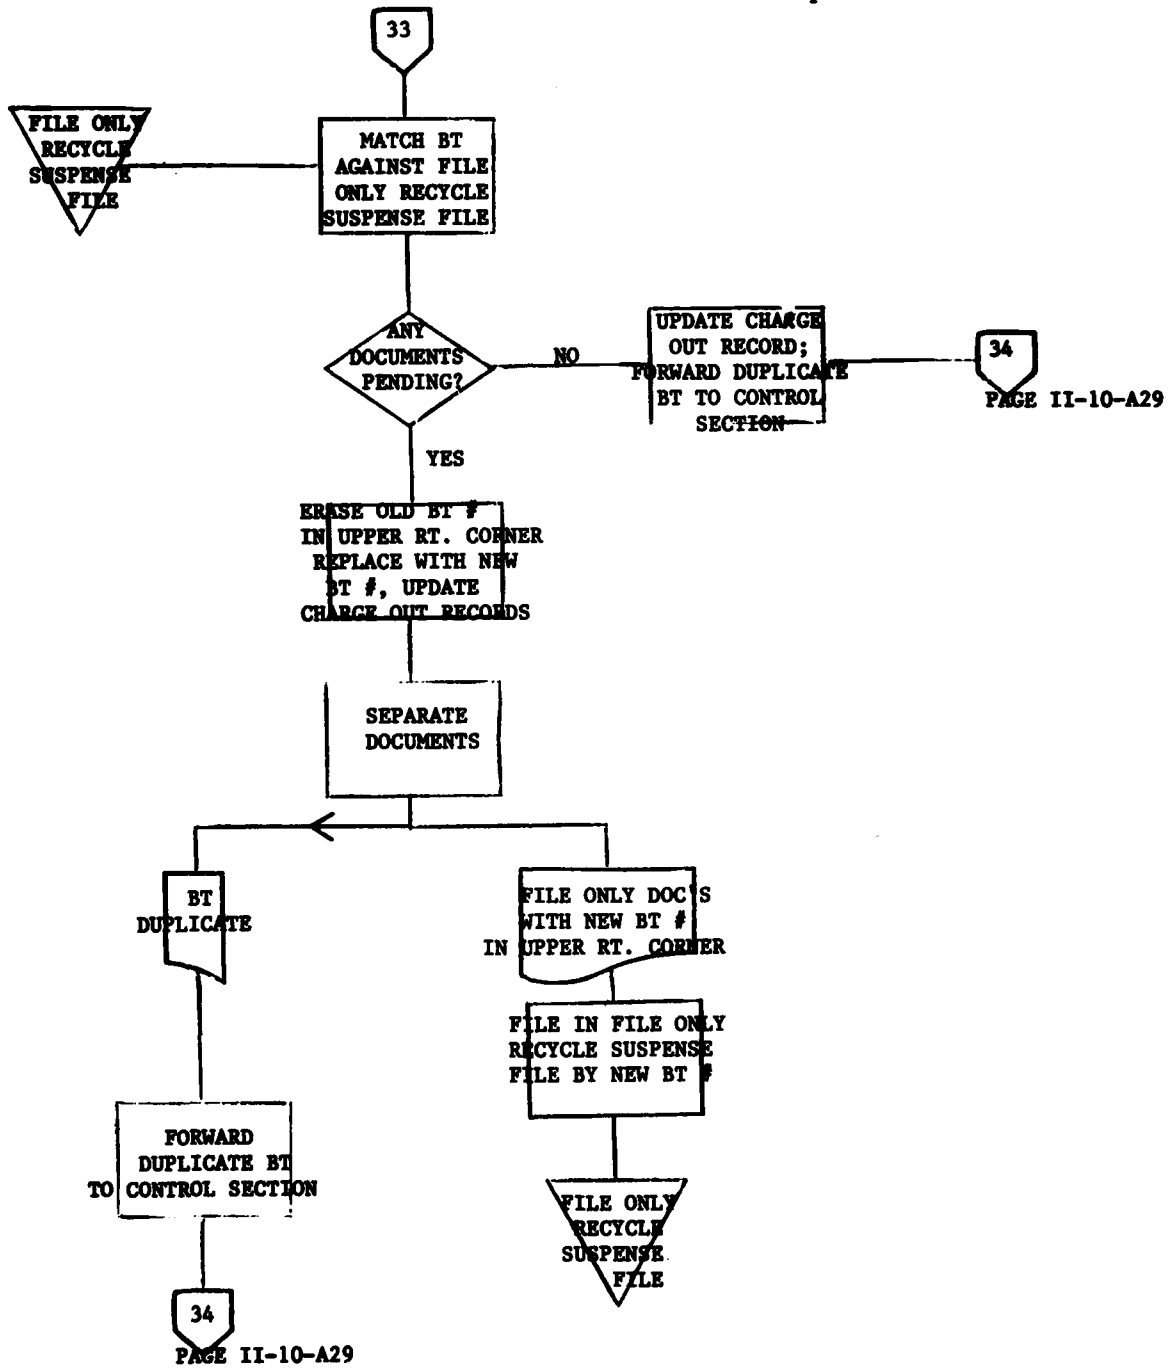 33
FILE ONLY
RECYCLE
SUSPENSE
FILE
MATCH BT
AGAINST FILE
ONLY RECYCLE
SUSPENSE FILE
ANY
DOCUMENTS
PENDING?
NO
UPDATE CHARGE
OUT RECORD;
FORWARD DUPLICATE
BT TO CONTROL
SECTION
34
PAGE II-10-A29
YES
ERASE OLD BT #
IN UPPER RT. CORNER
REPLACE WITH NEW
BT #, UPDATE
CHARGE OUT RECORDS
SEPARATE
DOCUMENTS
BT
DUPLICATE
FILE ONLY DOC'S
WITH NEW BT #
IN UPPER RT. CORNER
FILE IN FILE ONLY
RECYCLE SUSPENSE
FILE BY NEW BT #
FORWARD
DUPLICATE BT
TO CONTROL SECTION
FILE ONLY
RECYCLE
SUSPENSE
FILE
34
PAGE II-10-A29